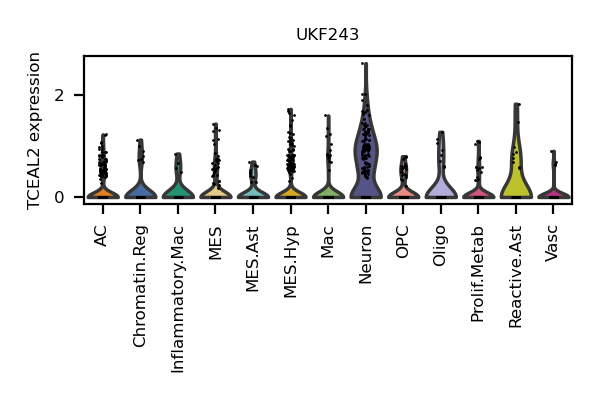 UKF243
TCEAL2 expression
2
0
AC
Chromatin.Reg
Inflammatory.Mac
MES
MES.Ast
MES.Hyp
Mac
Neuron
OPC
Oligo
Prolif.Metab
Reactive.Ast
Vasc